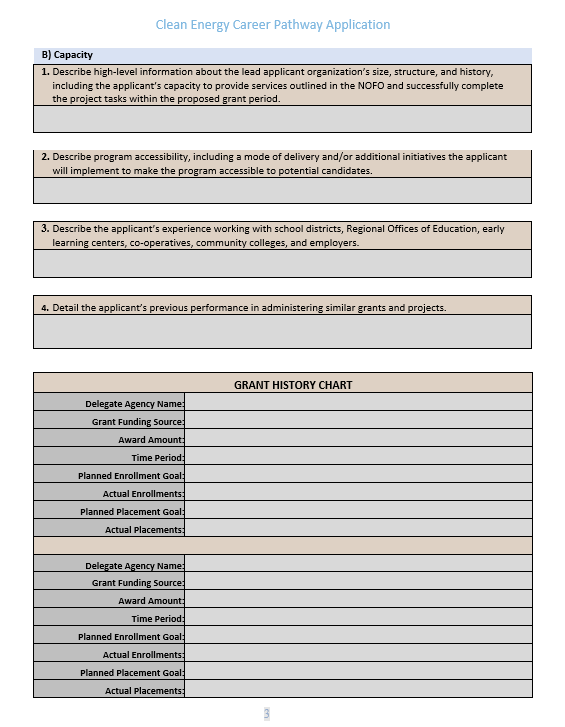 Clean Energy Career Pathway Application
B) Capacity
1. Describe high-level information about the lead applicant organization's size, structure, and history,
including the applicant's capacity to provide services outlined in the NOFO and successfully complete
the project tasks within the proposed grant period.
2. Describe program accessibility, including a mode of delivery and/or additional initiatives the applicant
will implement to make the program accessible to potential candidates.
3. Describe the applicant's experience working with school districts, Regional Offices of Education, early
learning centers, co-operatives, community colleges, and employers.
4. Detail the applicant's previous performance in administering similar grants and projects.
GRANT HISTORY CHART
Delegate Agency Name:
Grant Funding Source:
Award Amount:
Time Period:
Planned Enrollment Goal:
Actual Enrollments:
Planned Placement Goal:
Actual Placements:
Delegate Agency Name:
Grant Funding Source:
Award Amount:
Time Period:
Planned Enrollment Goal:
Actual Enrollments:
Planned Placement Goal:
Actual Placements:
3